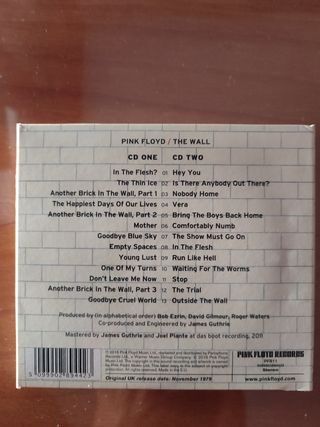 PINK FLOYD / THE WALL
CD ONE CD TWO
In The Flesh? 01 Hey You
The Thin Ice 02 Is There Anybody Out There?
Another Brick In The Wall, Part 1 03 Nobody Home
The Happiest Days Of Our Lives 04 Vera
Another Brick In The Wall, Part 2 05 Bring The Boys Back Home
Mother 06 Comfortably Numb
Goodbye Blue Sky 07 The Show Must Go On
Empty Spaces 08 In The Flesh
Young Lust 09 Run Like Hell
One Of My Turns 10 Waiting For The Worms
Don't Leave Me Now 11 Stop
Another Brick In The Wall, Part 3 12 The Trial
Goodbye Cruel World 13 Outside The Wall
Produced by (in alphabetical order) Bob Ezrin, David Gilmour, Roger Waters
Co-produced and Engineered by James Guthrie
Mastered by James Guthrie and Joel Plante at das boot recording, 2011
5 099902 894423
Original UK release date: November 1979
PINK FLOYD RECORDS
PFR11
Stereo
www.pinkfloyd.com